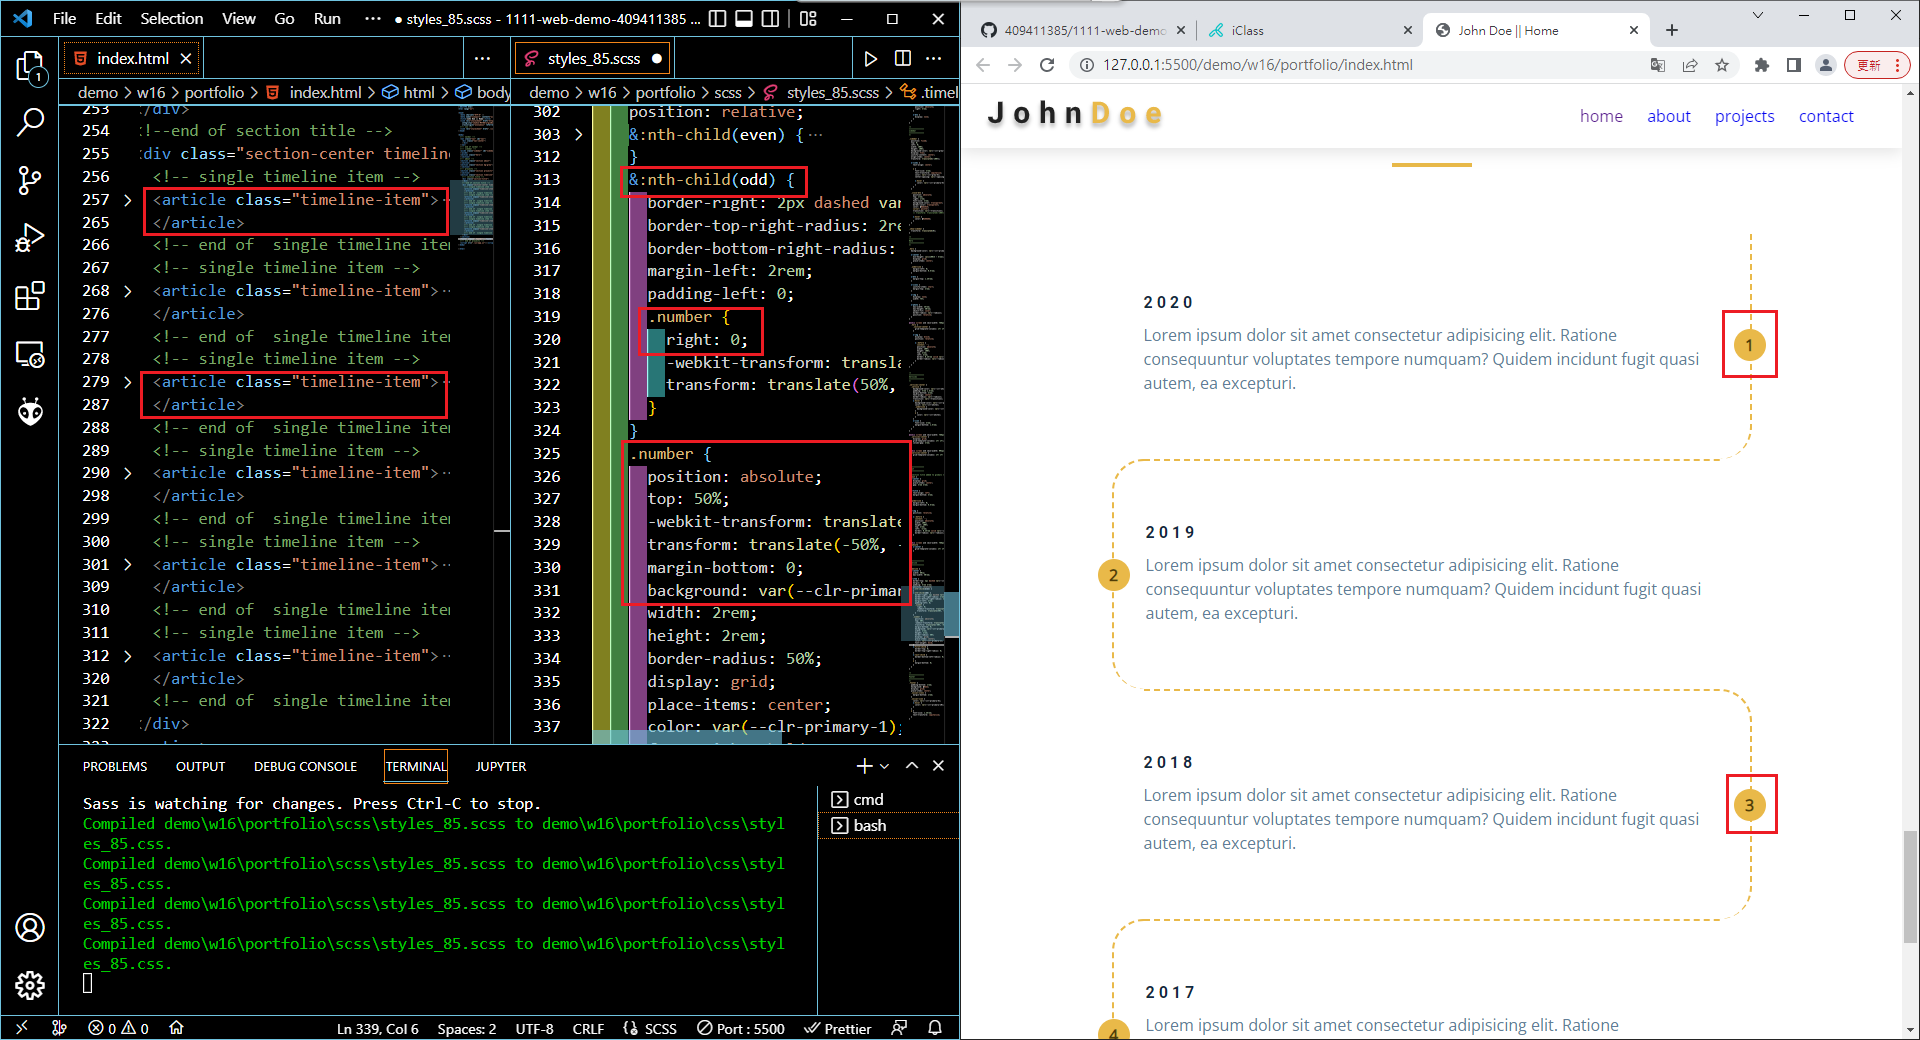 File Edit Selection View Go Run ··· ● styles_85.scss - 1111-web-demo-409411385 ...
index.html
styles_85.scss
demo > w16 > portfolio > index.html > html > body
demo > w16 > portfolio > scss > styles_85.scss > .timel
253 </div>
254 <!--end of section title -->
255 <div class="section-center timelin
256 <!-- single timeline item -->
257 <article class="timeline-item">··
265 </article>
266 <!-- end of  single timeline iter
267 <!-- single timeline item -->
268 <article class="timeline-item">··
276 </article>
277 <!-- end of  single timeline iter
278 <!-- single timeline item -->
279 <article class="timeline-item">··
287 </article>
288 <!-- end of  single timeline iter
289 <!-- single timeline item -->
290 <article class="timeline-item">··
298 </article>
299 <!-- end of  single timeline iter
300 <!-- single timeline item -->
301 <article class="timeline-item">··
309 </article>
310 <!-- end of  single timeline iter
311 <!-- single timeline item -->
312 <article class="timeline-item">··
320 </article>
321 <!-- end of  single timeline iter
322 </div>
302 position: relative;
303 &:nth-child(even) {···
312 }
313 &:nth-child(odd) {
314 border-right: 2px dashed var
315 border-top-right-radius: 2re
316 border-bottom-right-radius:
317 margin-left: 2rem;
318 padding-left: 0;
319 .number {
320 right: 0;
321 -webkit-transform: transla
322 transform: translate(50%,
323 }
324 }
325 .number {
326 position: absolute;
327 top: 50%;
328 -webkit-transform: translate
329 transform: translate(-50%, -
330 margin-bottom: 0;
331 background: var(--clr-primar
332 width: 2rem;
333 height: 2rem;
334 border-radius: 50%;
335 display: grid;
336 place-items: center;
337 color: var(--clr-primary-1);
PROBLEMS OUTPUT DEBUG CONSOLE TERMINAL JUPYTER
Sass is watching for changes. Press Ctrl-C to stop.
Compiled demo\w16\portfolio\scss\styles_85.scss to demo\w16\portfolio\css\styl
es_85.css.
Compiled demo\w16\portfolio\scss\styles_85.scss to demo\w16\portfolio\css\styl
es_85.css.
Compiled demo\w16\portfolio\scss\styles_85.scss to demo\w16\portfolio\css\styl
es_85.css.
Compiled demo\w16\portfolio\scss\styles_85.scss to demo\w16\portfolio\css\styl
es_85.css.
cmd
bash
0 0 Ln 339, Col 6 Spaces: 2 UTF-8 CRLF {} SCSS Port : 5500 Prettier
409411385/1111-web-demo
iClass
John Doe || Home
127.0.0.1:5500/demo/w16/portfolio/index.html
更新
JohnDoe
home about projects contact
2020
Lorem ipsum dolor sit amet consectetur adipisicing elit. Ratione
consequuntur voluptates tempore numquam? Quidem incidunt fugit quasi
autem, ea excepturi.
1
2019
Lorem ipsum dolor sit amet consectetur adipisicing elit. Ratione
consequuntur voluptates tempore numquam? Quidem incidunt fugit quasi
autem, ea excepturi.
2
2018
Lorem ipsum dolor sit amet consectetur adipisicing elit. Ratione
consequuntur voluptates tempore numquam? Quidem incidunt fugit quasi
autem, ea excepturi.
3
2017
Lorem ipsum dolor sit amet consectetur adipisicing elit. Ratione
4